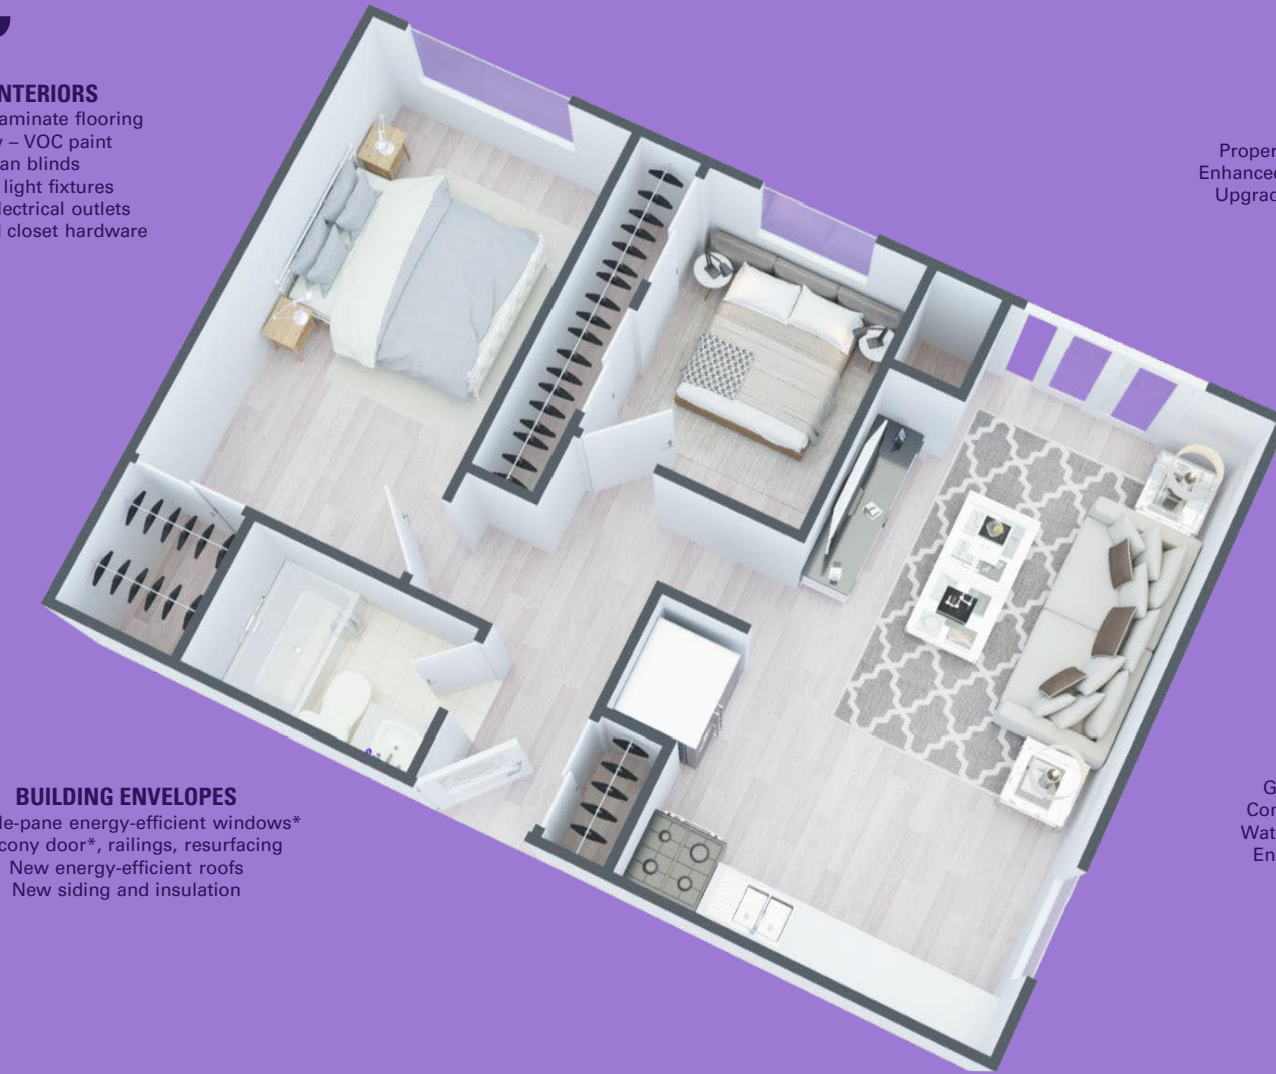 NTERIORS
aminate flooring
– VOC paint
an blinds
light fixtures
lectrical outlets
closet hardware
Proper
Enhanced
Upgrad
BUILDING ENVELOPES
le-pane energy-efficient windows*
cony door*, railings, resurfacing
New energy-efficient roofs
New siding and insulation
G
Con
Wat
En